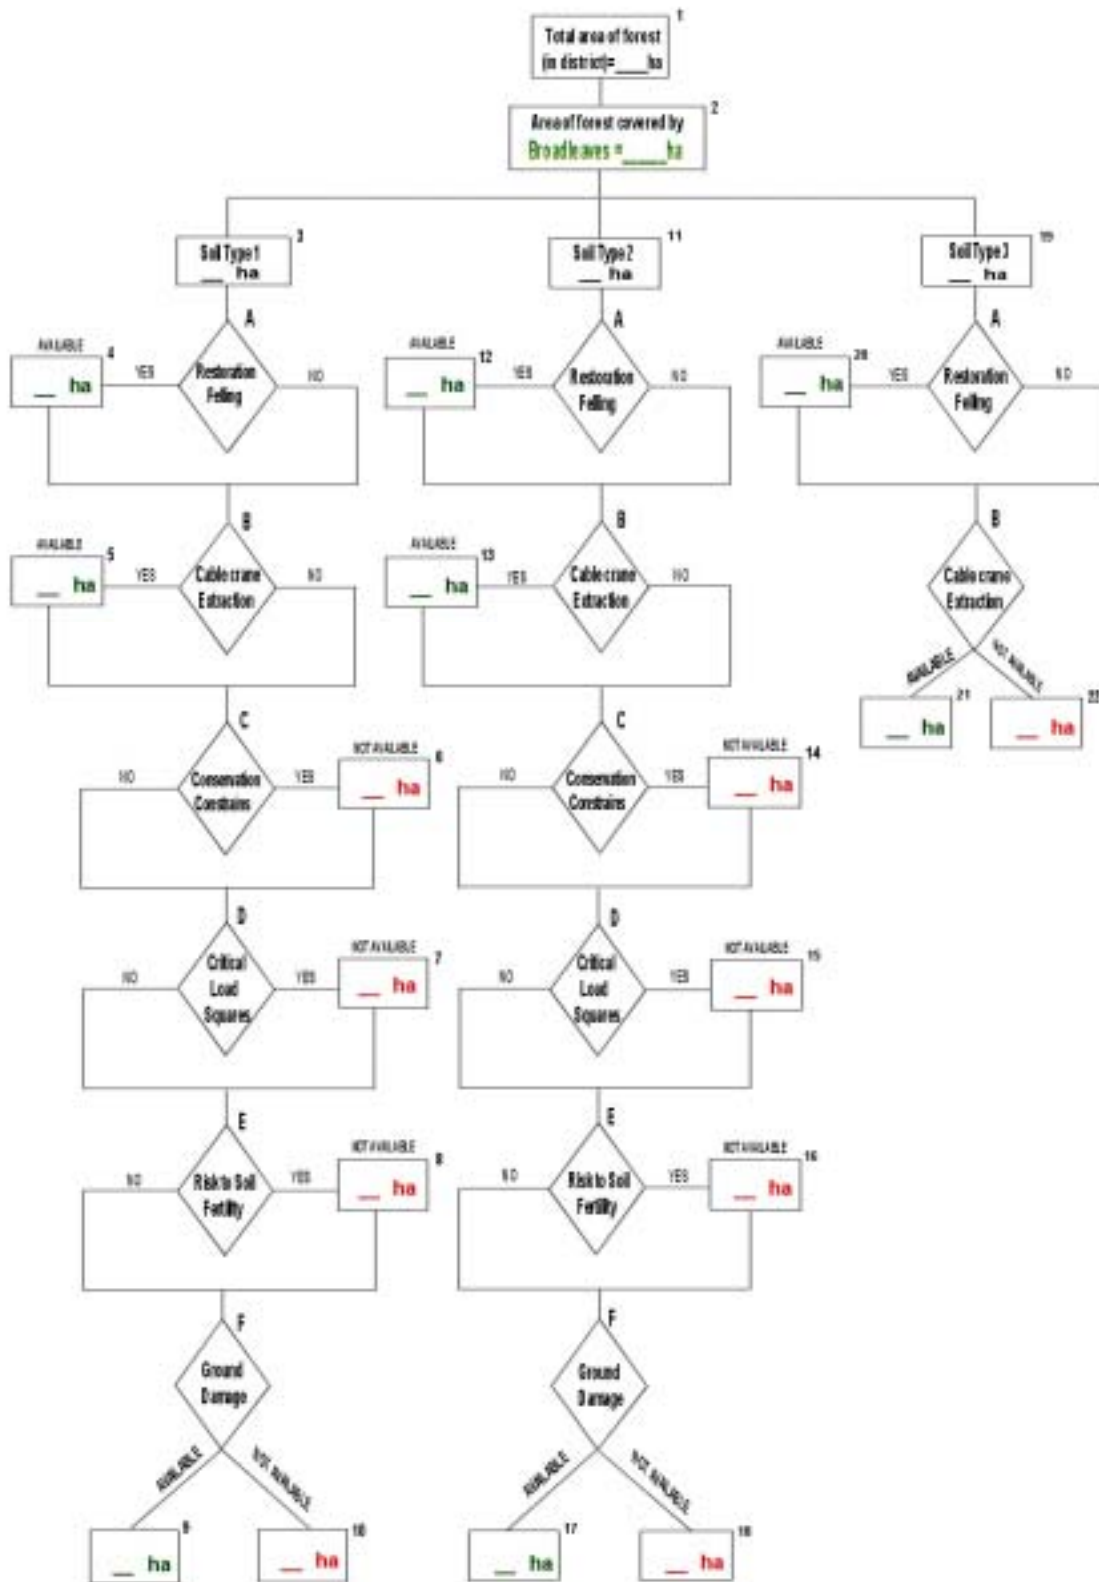 1
Total area of forest
(in district)=____ha
2
Area of forest covered by
Broadleaves =____ha
3
Soil Type 1
__ ha
11
Soil Type 2
__ ha
19
Soil Type 3
__ ha
A
AVAILABLE
4
__ ha
YES
Restoration
Felling
NO
A
AVAILABLE
12
__ ha
YES
Restoration
Felling
NO
A
AVAILABLE
20
__ ha
YES
Restoration
Felling
NO
B
AVAILABLE
5
__ ha
YES
Cable crane
Extraction
NO
B
AVAILABLE
13
__ ha
YES
Cable crane
Extraction
NO
B
Cable crane
Extraction
AVAILABLE
NOT AVAILABLE
21
__ ha
22
__ ha
C
NO
Conservation
Constrains
YES
NOT AVAILABLE
6
__ ha
C
NO
Conservation
Constrains
YES
NOT AVAILABLE
14
__ ha
D
NO
Critical
Load
Squares
YES
NOT AVAILABLE
7
__ ha
D
NO
Critical
Load
Squares
YES
NOT AVAILABLE
15
__ ha
E
NO
Risk to Soil
Fertility
YES
NOT AVAILABLE
8
__ ha
E
NO
Risk to Soil
Fertility
YES
NOT AVAILABLE
16
__ ha
F
Ground
Damage
AVAILABLE
NOT AVAILABLE
9
__ ha
10
__ ha
F
Ground
Damage
AVAILABLE
NOT AVAILABLE
17
__ ha
18
__ ha